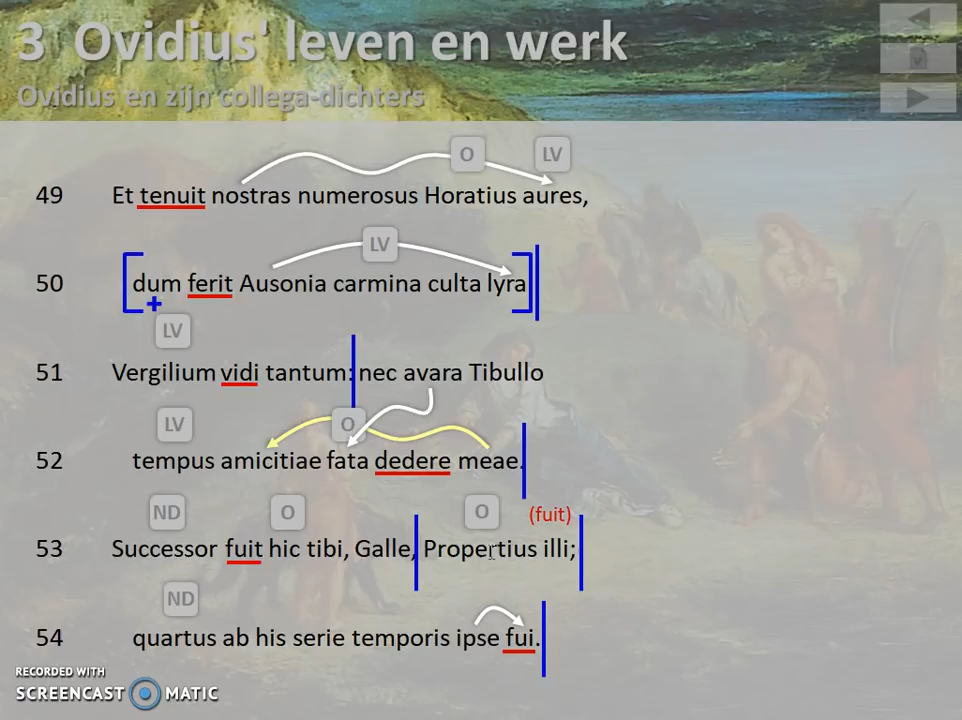 3 Ovidius' leven en werk
Ovidius en zijn collega-dichters
O LV
49 Et tenuit nostras numerosus Horatius aures,
LV
50 dum ferit Ausonia carmina culta lyra
+
LV
51 Vergilium vidi tantum: nec avara Tibullo
LV O
52 tempus amicitiae fata dedere meae.
ND O O (fuit)
53 Successor fuit hic tibi, Galle, Propertius illi;
ND
54 quartus ab his serie temporis ipse fui.
RECORDED WITH
SCREENCAST MATIC